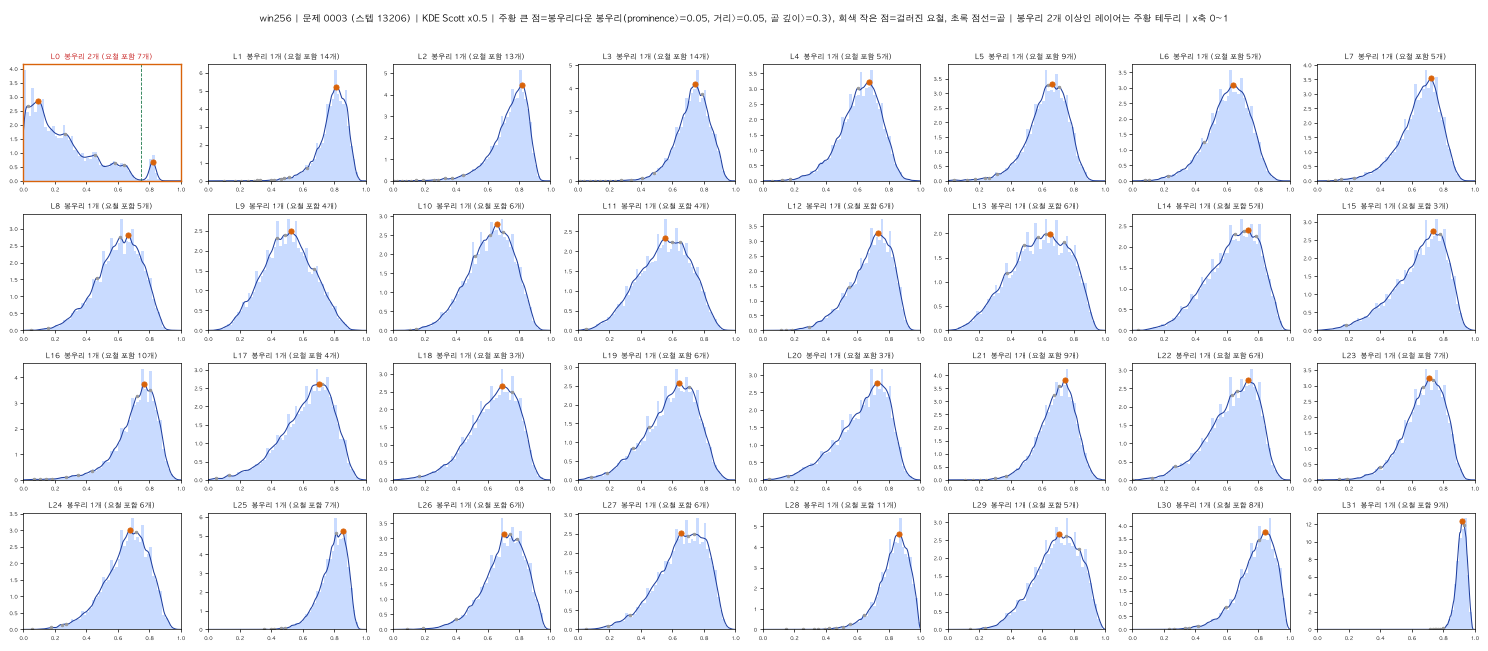 win256 | 문제 0003 (스텝 13206) | KDE Scott x0.5 | 주황 큰 점=봉우리다운 봉우리(prominence>=0.05, 거리>=0.05, 골 깊이>=0.3), 회색 작은 점=걸러진 요철, 초록 점선=골 | 봉우리 2개 이상인 레이어는 주황 테두리 | x축 0~1
L0 봉우리 2개 (요철 포함 7개)
L1 봉우리 1개 (요철 포함 14개)
L2 봉우리 1개 (요철 포함 13개)
L3 봉우리 1개 (요철 포함 14개)
L4 봉우리 1개 (요철 포함 5개)
L5 봉우리 1개 (요철 포함 9개)
L6 봉우리 1개 (요철 포함 5개)
L7 봉우리 1개 (요철 포함 5개)
L8 봉우리 1개 (요철 포함 5개)
L9 봉우리 1개 (요철 포함 4개)
L10 봉우리 1개 (요철 포함 6개)
L11 봉우리 1개 (요철 포함 4개)
L12 봉우리 1개 (요철 포함 6개)
L13 봉우리 1개 (요철 포함 6개)
L14 봉우리 1개 (요철 포함 5개)
L15 봉우리 1개 (요철 포함 3개)
L16 봉우리 1개 (요철 포함 10개)
L17 봉우리 1개 (요철 포함 4개)
L18 봉우리 1개 (요철 포함 3개)
L19 봉우리 1개 (요철 포함 6개)
L20 봉우리 1개 (요철 포함 3개)
L21 봉우리 1개 (요철 포함 9개)
L22 봉우리 1개 (요철 포함 6개)
L23 봉우리 1개 (요철 포함 7개)
L24 봉우리 1개 (요철 포함 6개)
L25 봉우리 1개 (요철 포함 7개)
L26 봉우리 1개 (요철 포함 6개)
L27 봉우리 1개 (요철 포함 6개)
L28 봉우리 1개 (요철 포함 11개)
L29 봉우리 1개 (요철 포함 5개)
L30 봉우리 1개 (요철 포함 8개)
L31 봉우리 1개 (요철 포함 9개)